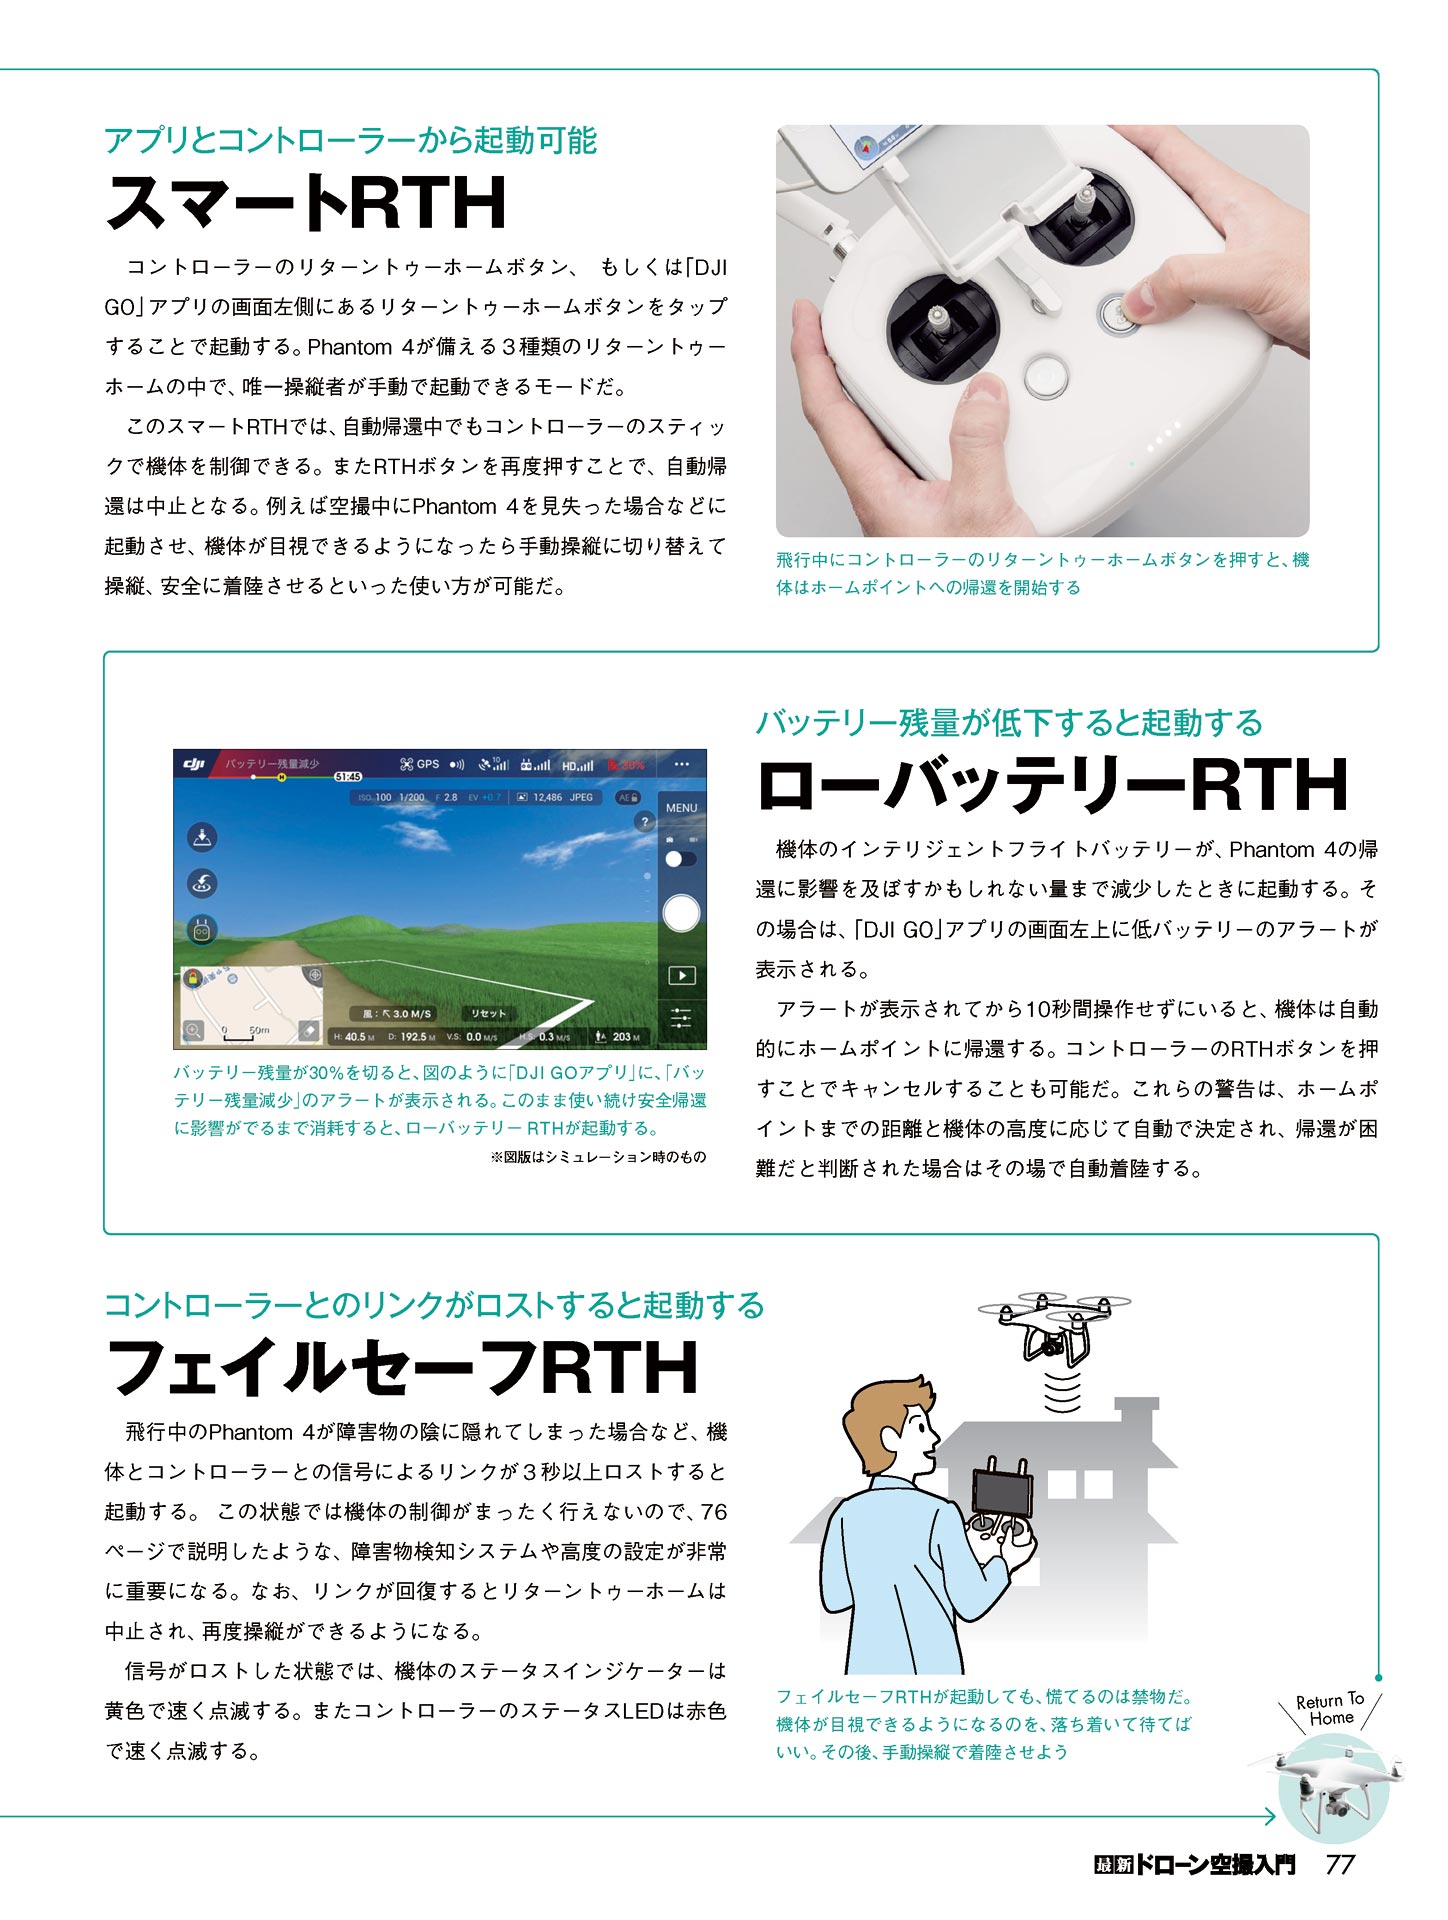 アプリとコントローラーから起動可能
スマートRTH
コントローラーのリターントゥーホームボタン、 もしくは「DJI
GO」アプリの画面左側にあるリターントゥーホームボタンをタップ
することで起動する。Phantom 4が備える3種類のリターントゥー
ホームの中で、唯一操縦者が手動で起動できるモードだ。
このスマートRTHでは、自動帰還中でもコントローラーのスティッ
クで機体を制御できる。またRTHボタンを再度押すことで、自動帰
還は中止となる。例えば空撮中にPhantom 4を見失った場合などに
起動させ、機体が目視できるようになったら手動操縦に切り替えて
操縦、安全に着陸させるといった使い方が可能だ。
飛行中にコントローラーのリターントゥーホームボタンを押すと、機
体はホームポイントへの帰還を開始する
バッテリー残量が低下すると起動する
ローバッテリーRTH
機体のインテリジェントフライトバッテリーが、Phantom 4の帰
還に影響を及ぼすかもしれない量まで減少したときに起動する。そ
の場合は、「DJI GO」アプリの画面左上に低バッテリーのアラートが
表示される。
アラートが表示されてから10秒間操作せずにいると、機体は自動
的にホームポイントに帰還する。コントローラーのRTHボタンを押
すことでキャンセルすることも可能だ。これらの警告は、ホームポ
イントまでの距離と機体の高度に応じて自動で決定され、帰還が困
難だと判断された場合はその場で自動着陸する。
dji バッテリー残量減少 GPS 10 HD 30% •••
H 51:45
ISO 100 1/200 F 2.8 EV +0.7 12,486 JPEG AE
MENU
?
風: 3.0 M/S リセット
0 50m
H: 40.5 M D: 192.5 M V.S: 0.0 M/S H.S: 0.3 M/S 203 M
バッテリー残量が30%を切ると、図のように「DJI GOアプリ」に、「バッ
テリー残量減少」のアラートが表示される。このまま使い続け安全帰還
に影響がでるまで消耗すると、ローバッテリー RTHが起動する。
※図版はシミュレーション時のもの
コントローラーとのリンクがロストすると起動する
フェイルセーフRTH
飛行中のPhantom 4が障害物の陰に隠れてしまった場合など、機
体とコントローラーとの信号によるリンクが3秒以上ロストすると
起動する。 この状態では機体の制御がまったく行えないので、76
ページで説明したような、障害物検知システムや高度の設定が非常
に重要になる。なお、リンクが回復するとリターントゥーホームは
中止され、再度操縦ができるようになる。
信号がロストした状態では、機体のステータスインジケーターは
黄色で速く点滅する。またコントローラーのステータスLEDは赤色
で速く点滅する。
フェイルセーフRTHが起動しても、慌てるのは禁物だ。
機体が目視できるようになるのを、落ち着いて待てば
いい。その後、手動操縦で着陸させよう
Return To
Home
最新ドローン空撮入門 77